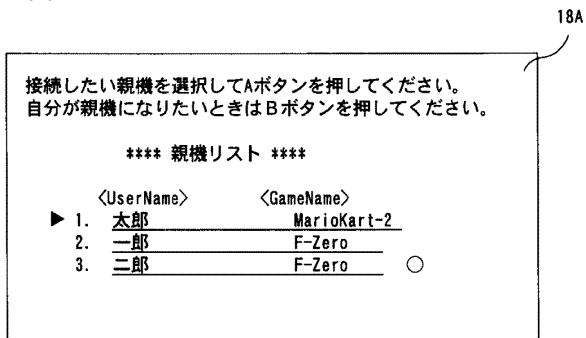 18A
接続したい親機を選択してAボタンを押してください。
自分が親機になりたいときはBボタンを押してください。
**** 親機リスト ****
<UserName> <GameName>
▶ 1. 太郎 MarioKart-2
2. 一郎 F-Zero
3. 二郎 F-Zero ○